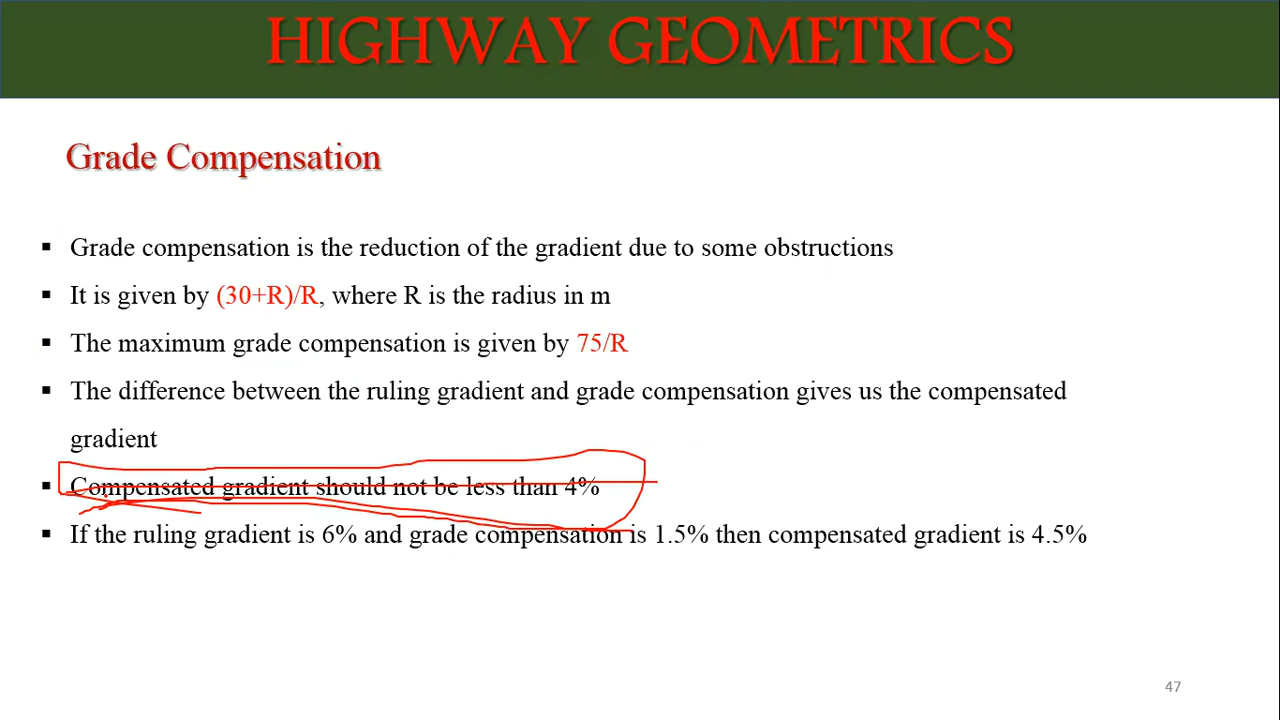 HIGHWAY GEOMETRICS
Grade Compensation
▪ Grade compensation is the reduction of the gradient due to some obstructions
▪ It is given by (30+R)/R, where R is the radius in m
▪ The maximum grade compensation is given by 75/R
▪ The difference between the ruling gradient and grade compensation gives us the compensated
gradient
▪ Compensated gradient should not be less than 4%
▪ If the ruling gradient is 6% and grade compensation is 1.5% then compensated gradient is 4.5%
47